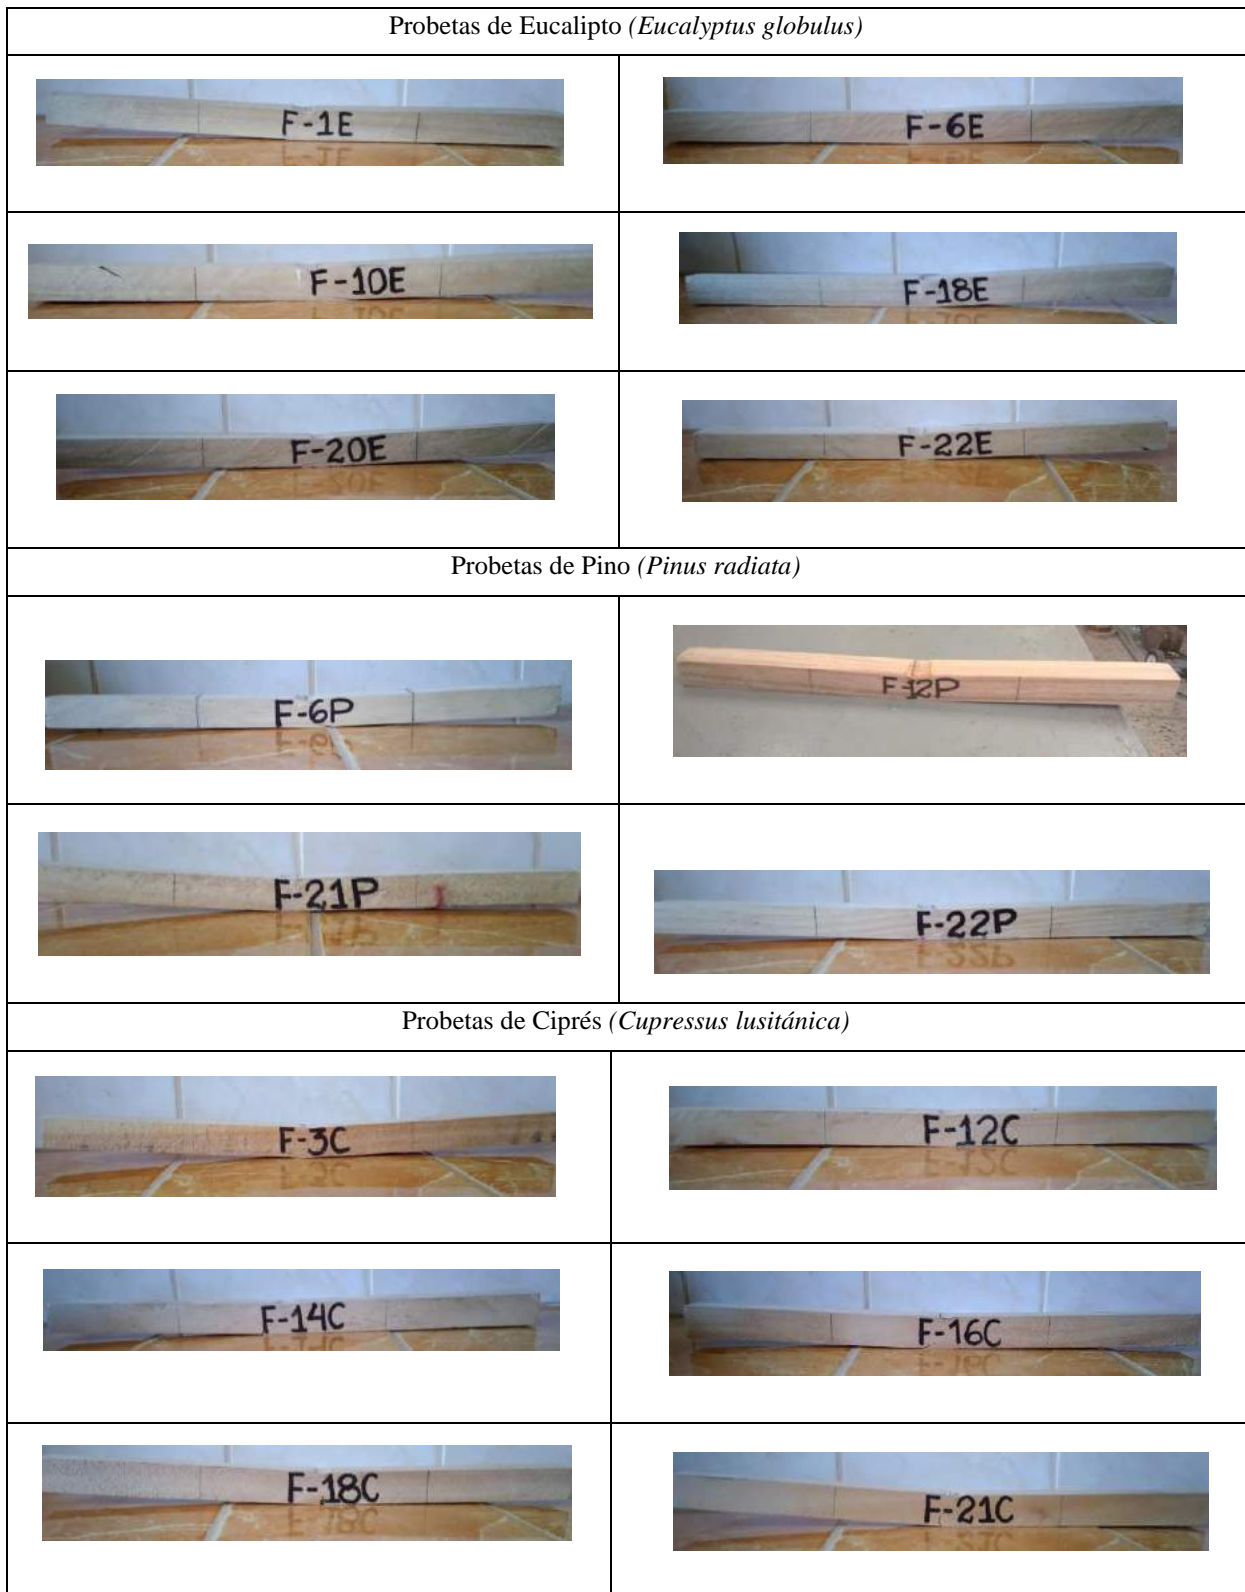 Probetas de Eucalipto (Eucalyptus globulus)
F-1E
F-6E
F-10E
F-18E
F-20E
F-22E
Probetas de Pino (Pinus radiata)
F-6P
F-12P
F-21P
F-22P
Probetas de Ciprés (Cupressus lusitánica)
F-3C
F-12C
F-14C
F-16C
F-18C
F-21C